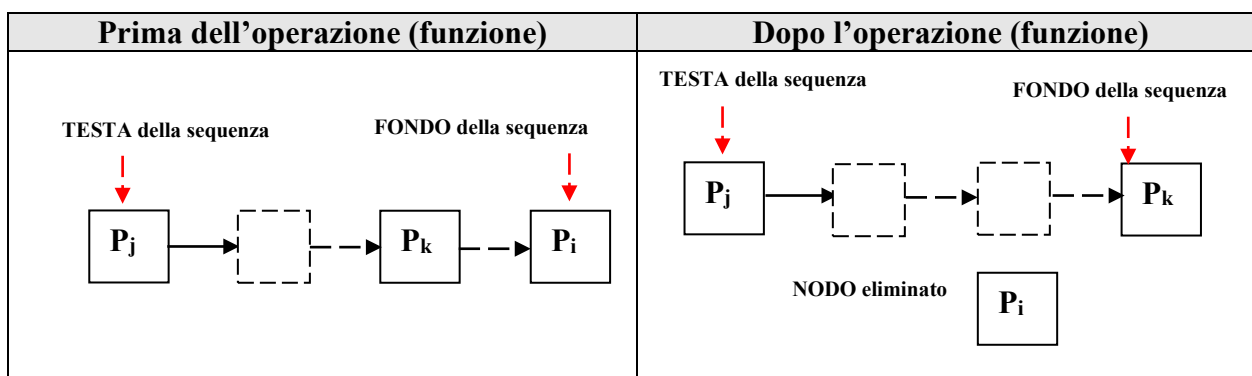 Prima dell'operazione (funzione)
Dopo l'operazione (funzione)
TESTA della sequenza
FONDO della sequenza
Pj
Pk
Pi
TESTA della sequenza
FONDO della sequenza
Pj
Pk
NODO eliminato
Pi